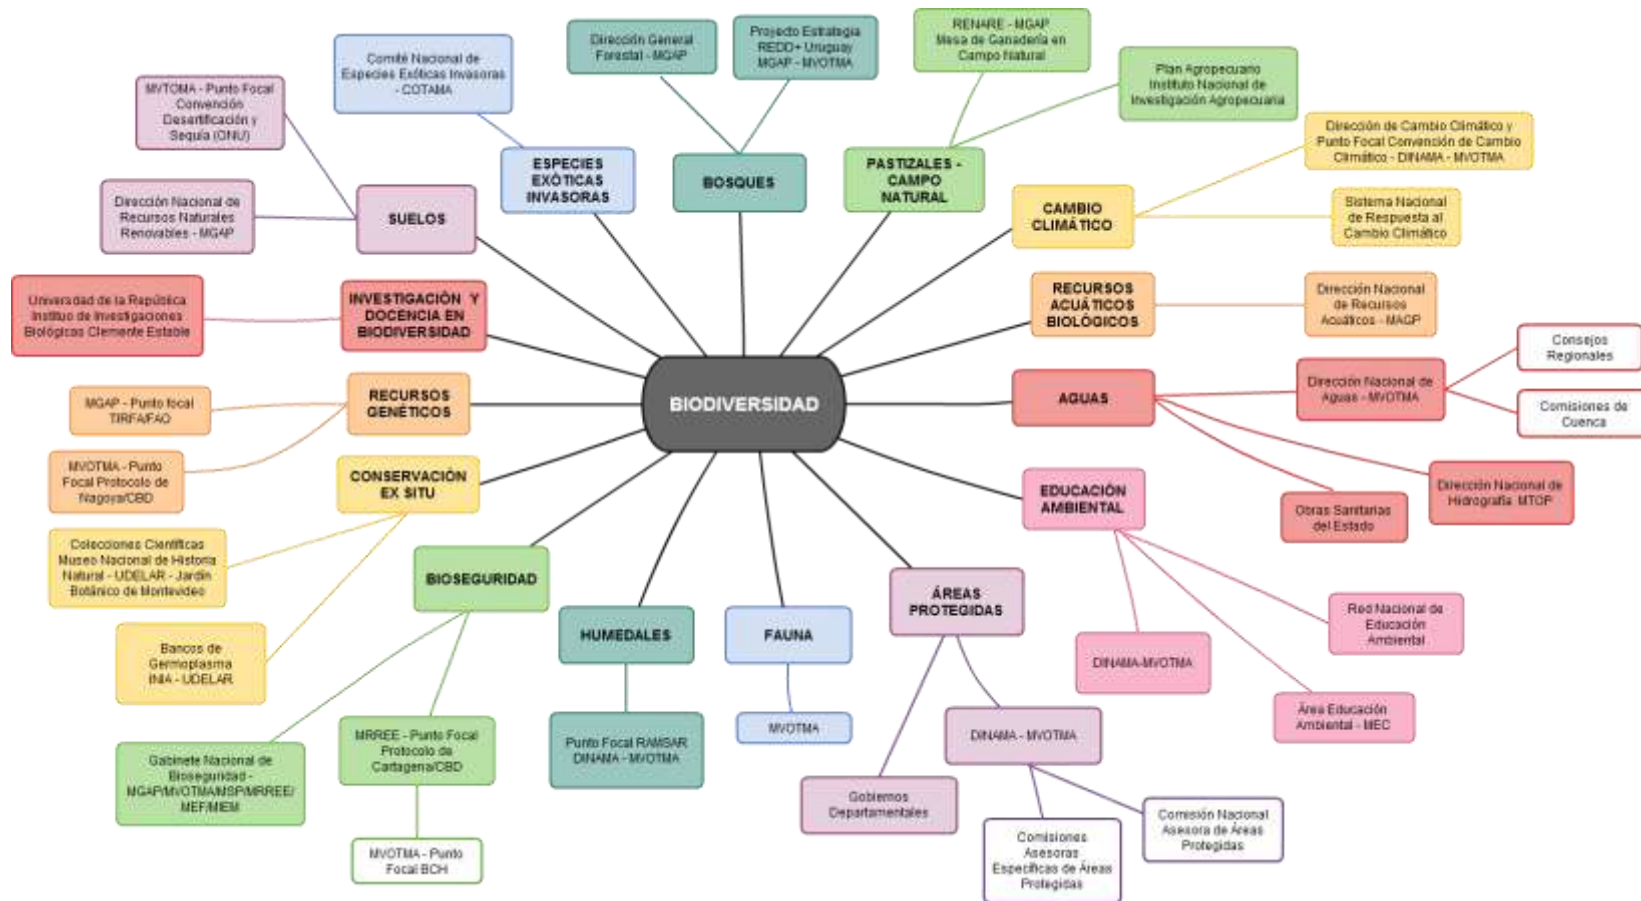 RENARE - MGAP
Mesa de Ganadería en
Campo Natural
Dirección General
Forestal - MGAP
Projecto Estrategia
REDD+ Uruguay
MGAP - MVOTMA
Comité Nacional de
Especies Exóticas Invasoras
- COTAMA
Plan Agropecuario
Instituto Nacional de
Investigación Agropecuaria
MVTOMA - Punto Focal
Convención
Desertificación y
Sequía (ONU)
Dirección de Cambio Climático y
Punto Focal Convención de Cambio
Climático - DINAMA - MVOTMA
ESPECIES
EXÓTICAS
INVASORAS
BOSQUES
PASTIZALES -
CAMPO
NATURAL
Dirección Nacional de
Recursos Naturales
Renovables - MGAP
SUELOS
CAMBIO
CLIMÁTICO
Sistema Nacional
de Respuesta al
Cambio Climático
Universidad de la República
Instituo de Investigaciones
Biológicas Clemente Estable
INVESTIGACIÓN Y
DOCENCIA EN
BIODIVERSIDAD
RECURSOS
ACUÁTICOS
BIOLÓGICOS
Dirección Nacional
de Recursos
Acuáticos - MAGP
Consejos
Regionales
MGAP - Punto focal
TIRFA/FAO
RECURSOS
GENÉTICOS
BIODIVERSIDAD
AGUAS
Dirección Nacional de
Aguas - MVOTMA
Comisiones de
Cuenca
MVOTMA - Punto
Focal Protocolo de
Nagoya/CBD
CONSERVACIÓN
EX SITU
EDUCACIÓN
AMBIENTAL
Obras Sanitarias
del Estado
Dirección Nacional de
Hidrografía MTOP
Colecciones Científicas
Museo Nacional de Historia
Natural - UDELAR - Jardín
Botánico de Montevideo
BIOSEGURIDAD
HUMEDALES
FAUNA
ÁREAS
PROTEGIDAS
Red Nacional de
Educación
Ambiental
Bancos de
Germoplasma
INIA - UDELAR
DINAMA-MVOTMA
Área Educación
Ambiental - MEC
Gabinete Nacional de
Bioseguridad -
MGAP/MVOTMA/MSP/MRREE/
MEF/MIEM
MRREE - Punto Focal
Protocolo de
Cartagena/CBD
Punto Focal RAMSAR
DINAMA - MVOTMA
MVOTMA
DINAMA - MVOTMA
Gobiernos
Departamentales
MVOTMA - Punto
Focal BCH
Comisiones
Asesoras
Específicas de Áreas
Protegidas
Comisión Nacional
Asesora de Áreas
Protegidas